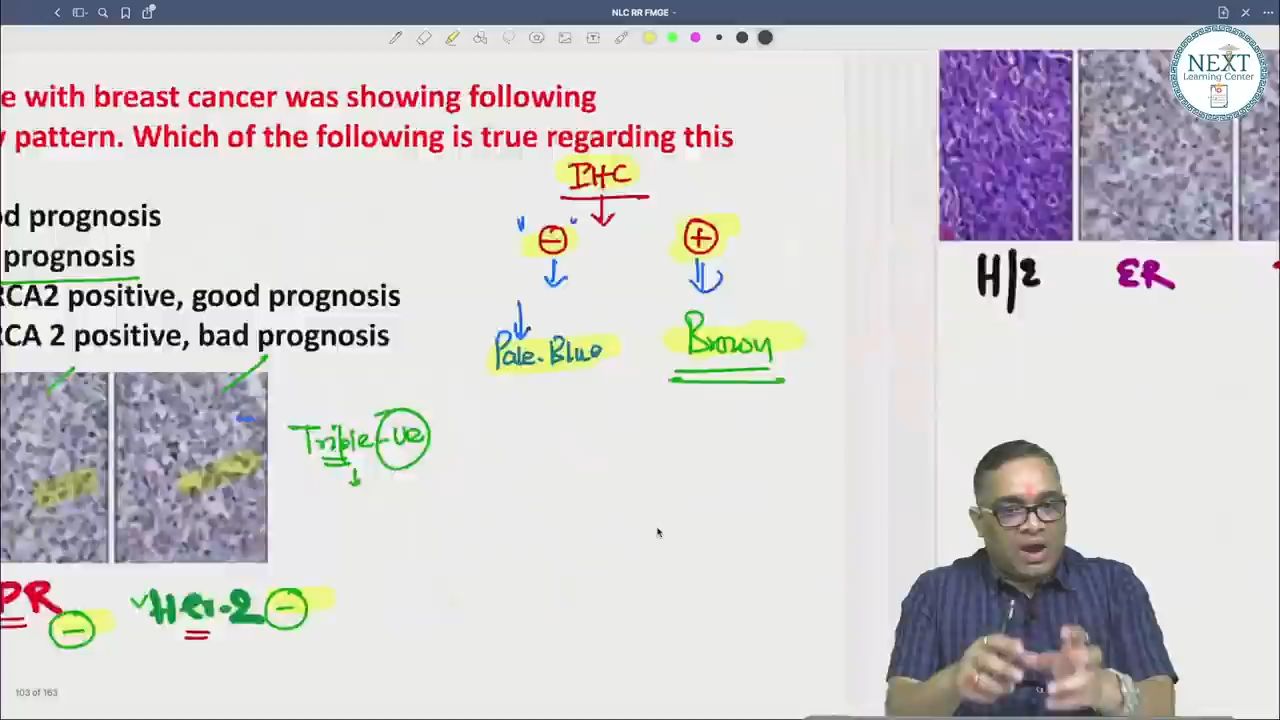 NLC RR FMGE
NEXT
Learning Center
e with breast cancer was showing following
y pattern. Which of the following is true regarding this
IHC
od prognosis
prognosis
RCA2 positive, good prognosis
RCA 2 positive, bad prognosis
Pale-Blue
Brown
H/E
ER
Triple-ve
PR
Her-2
103 of 163